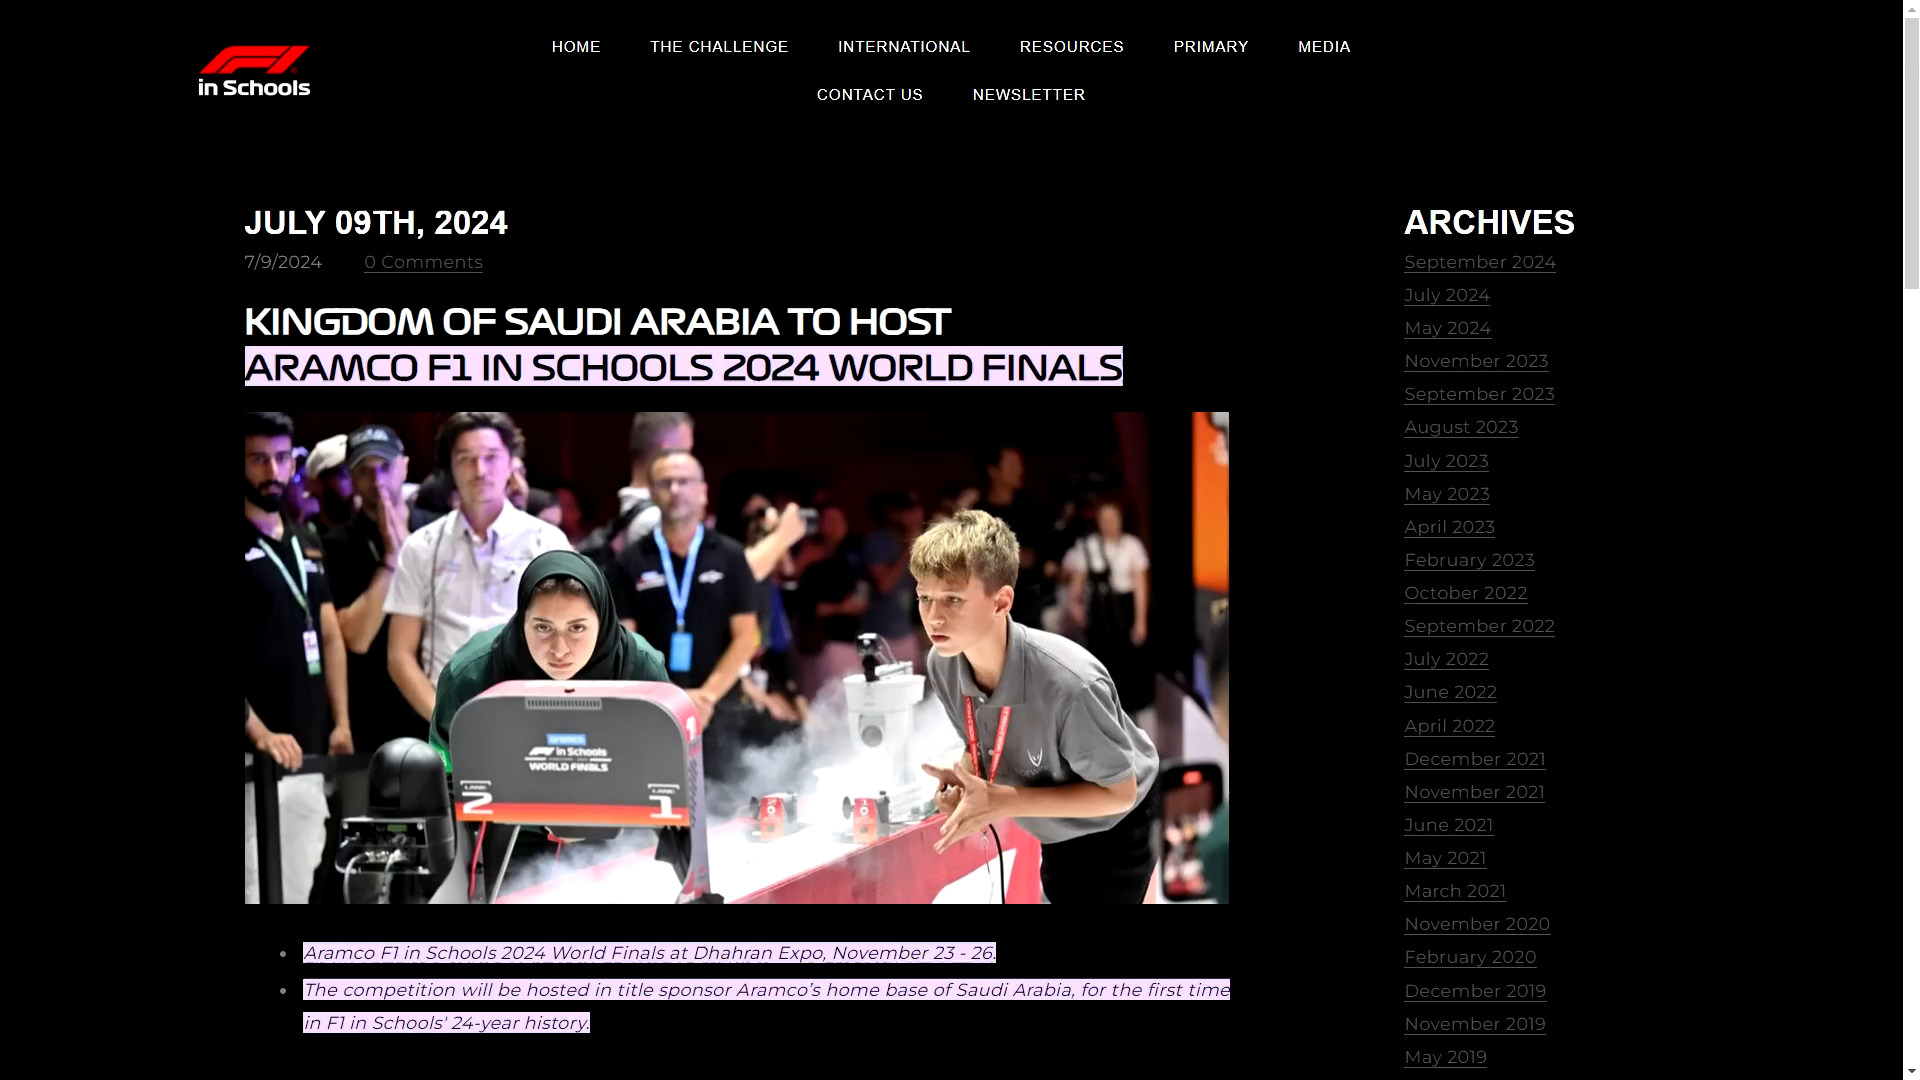 in Schools
HOME
THE CHALLENGE
INTERNATIONAL
RESOURCES
PRIMARY
MEDIA
CONTACT US
NEWSLETTER
JULY 09TH, 2024
7/9/2024
0 Comments
KINGDOM OF SAUDI ARABIA TO HOST
ARAMCO F1 IN SCHOOLS 2024 WORLD FINALS
aramco
in Schools
WORLD FINALS
LANE
2
LANE
1
Aramco F1 in Schools 2024 World Finals at Dhahran Expo, November 23 - 26.
The competition will be hosted in title sponsor Aramco’s home base of Saudi Arabia, for the first time
in F1 in Schools' 24-year history.
ARCHIVES
September 2024
July 2024
May 2024
November 2023
September 2023
August 2023
July 2023
May 2023
April 2023
February 2023
October 2022
September 2022
July 2022
June 2022
April 2022
December 2021
November 2021
June 2021
May 2021
March 2021
November 2020
February 2020
December 2019
November 2019
May 2019